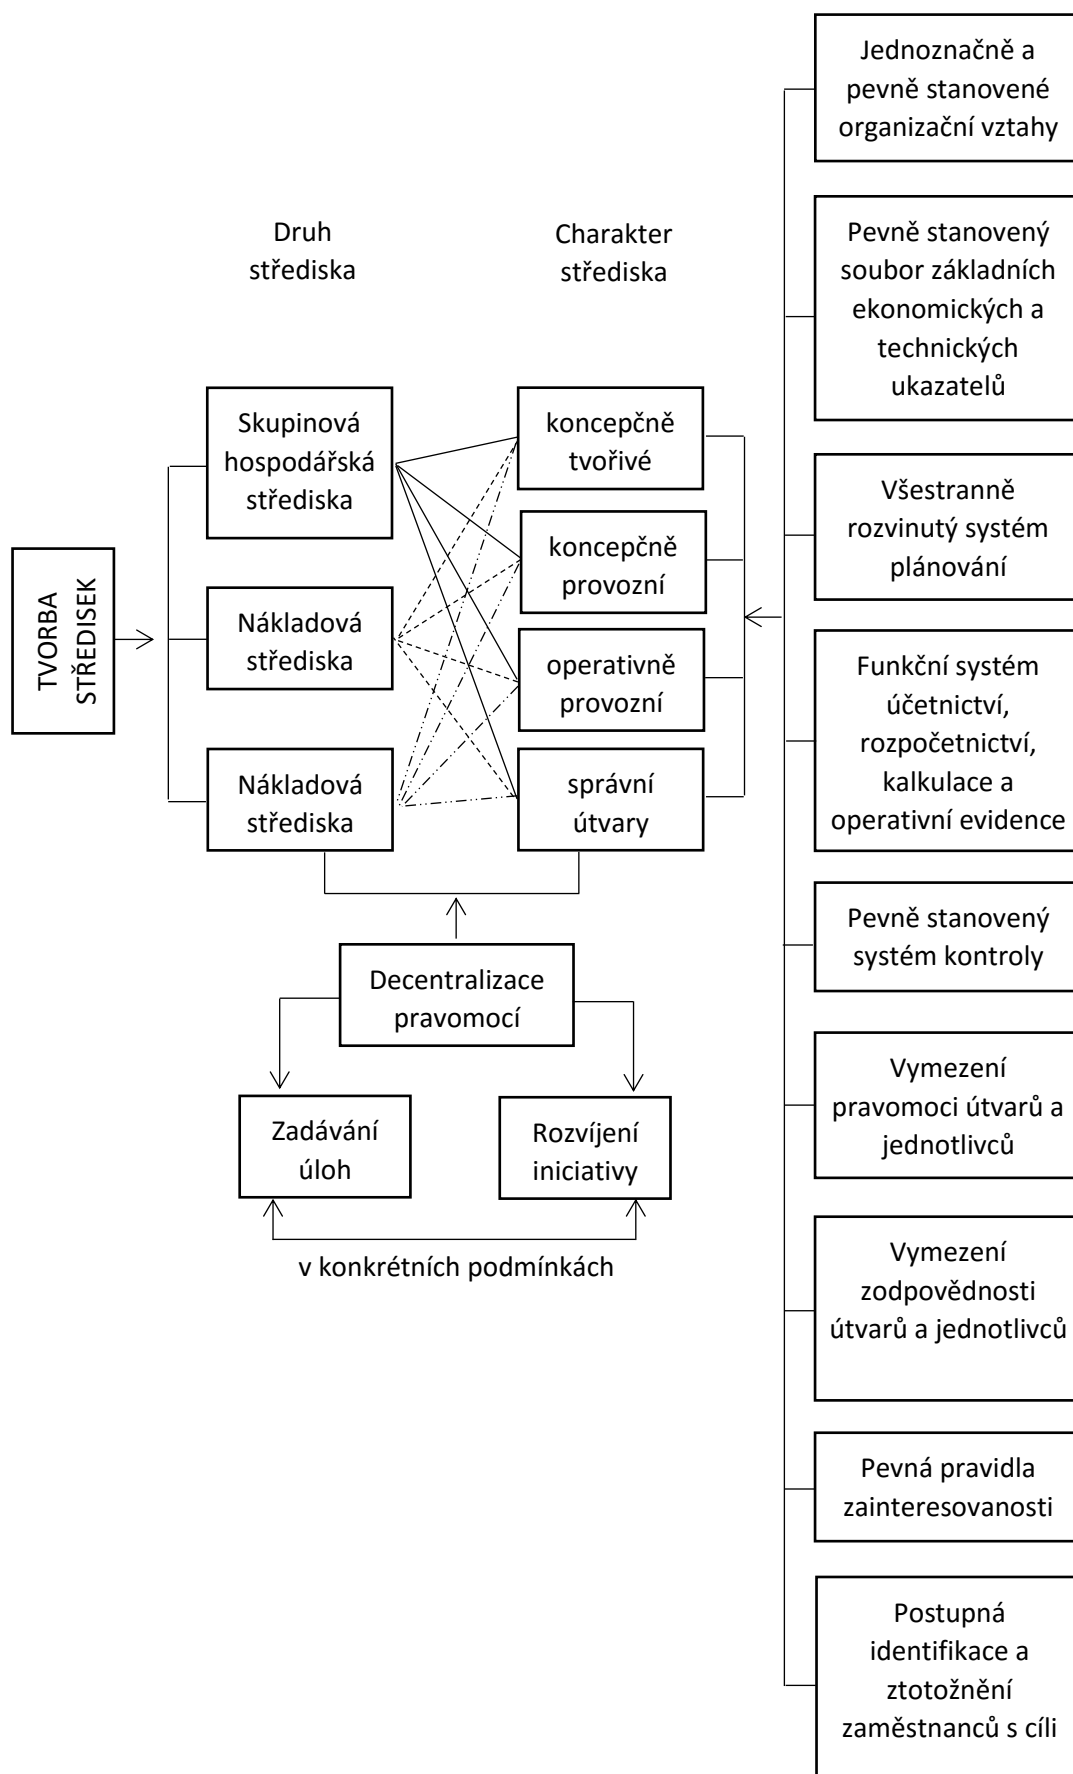 TVORBA
STŘEDISEK
Druh
střediska
Skupinová
hospodářská
střediska
Nákladová
střediska
Nákladová
střediska
Charakter
střediska
koncepčně
tvořivé
koncepčně
provozní
operativně
provozní
správní
útvary
Decentralizace
pravomocí
Zadávání
úloh
Rozvíjení
iniciativy
v konkrétních podmínkách
Jednoznačně a
pevně stanovené
organizační vztahy
Pevně stanovený
soubor základních
ekonomických a
technických
ukazatelů
Všestranně
rozvinutý systém
plánování
Funkční systém
účetnictví,
rozpočetnictví,
kalkulace a
operativní evidence
Pevně stanovený
systém kontroly
Vymezení
pravomoci útvarů a
jednotlivců
Vymezení
zodpovědnosti
útvarů a jednotlivců
Pevná pravidla
zainteresovanosti
Postupná
identifikace a
ztotožnění
zaměstnanců s cíli